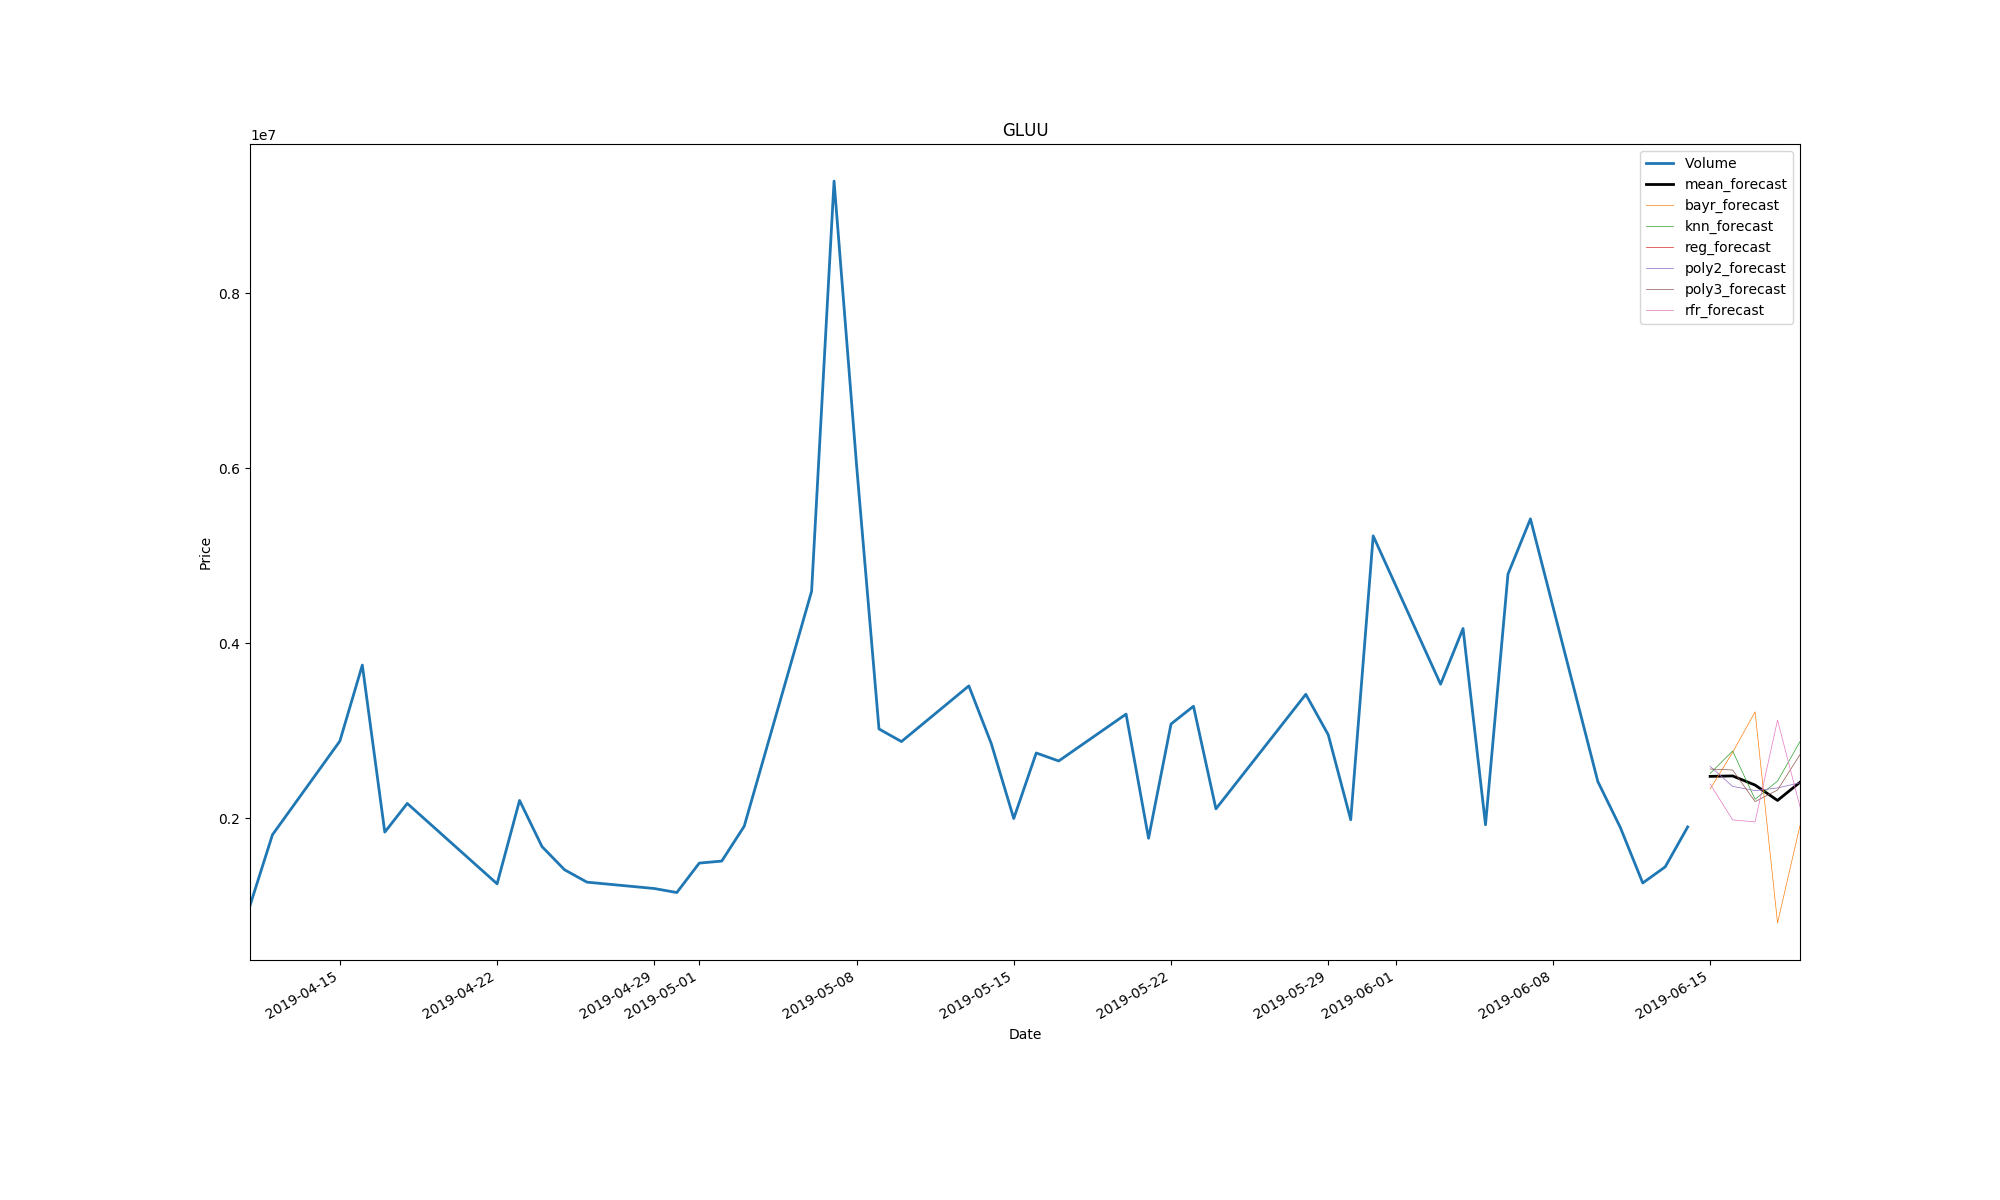 GLUU
1e7
Volume
mean_forecast
bayr_forecast
knn_forecast
reg_forecast
poly2_forecast
poly3_forecast
rfr_forecast
0.8
0.6
0.4
0.2
Price
2019-04-15
2019-04-22
2019-04-29
2019-05-01
2019-05-08
2019-05-15
2019-05-22
2019-05-29
2019-06-01
2019-06-08
2019-06-15
Date